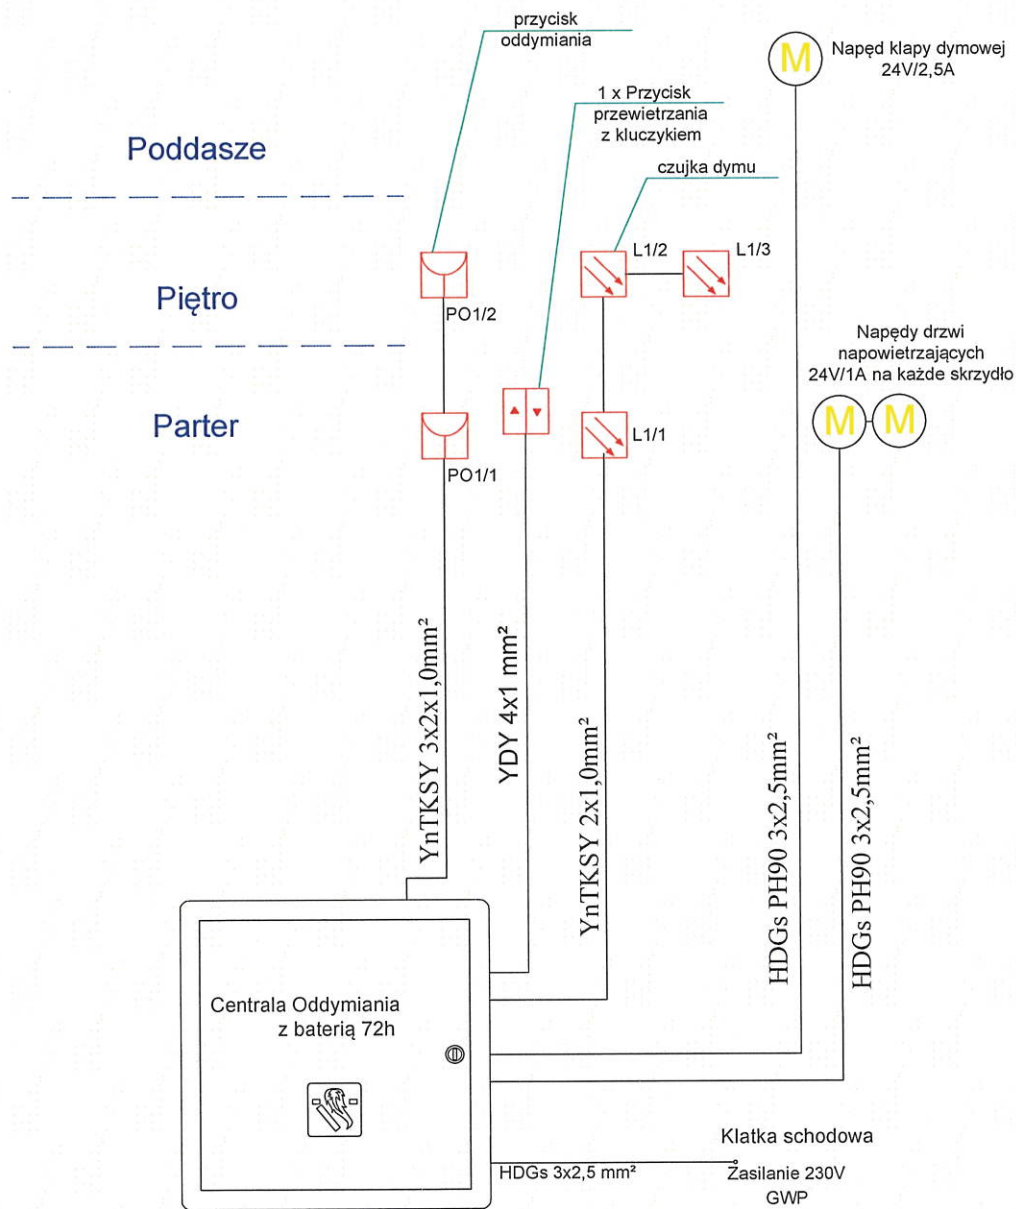 przycisk
oddymiania
Napęd klapy dymowej
24V/2,5A
1 x Przycisk
przewietrzania
z kluczykiem
Poddasze
czujka dymu
L1/2
L1/3
Piętro
PO1/2
Napędy drzwi
napowietrzających
24V/1A na każde skrzydło
M
M
M
Parter
L1/1
PO1/1
YnTKSY 3x2x1,0mm²
YDY 4x1 mm²
YnTKSY 2x1,0mm²
HDGs PH90 3x2,5mm²
HDGs PH90 3x2,5mm²
Centrala Oddymiania
z baterią 72h
Klatka schodowa
HDGs 3x2,5 mm²
Zasilanie 230V
GWP